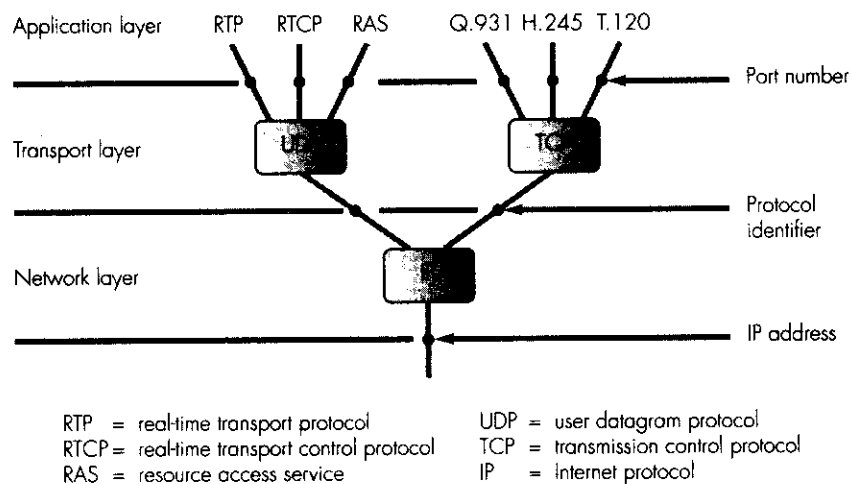 Application layer
RTP RTCP RAS Q.931 H.245 T.120
Port number
Transport layer
Protocol
identifier
Network layer
IP address
RTP = real-time transport protocol
RTCP = real-time transport control protocol
RAS = resource access service
UDP = user datagram protocol
TCP = transmission control protocol
IP = Internet protocol